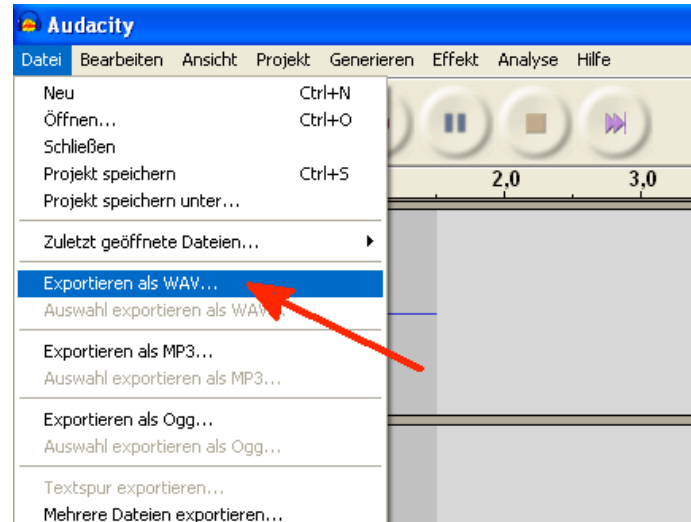 Audacity
Datei Bearbeiten Ansicht Projekt Generieren Effekt Analyse Hilfe
Neu Ctrl+N
Öffnen... Ctrl+O
Schließen
Projekt speichern Ctrl+S
Projekt speichern unter...
2,0 3,0
Zuletzt geöffnete Dateien...
Exportieren als WAV...
Auswahl exportieren als WAV...
Exportieren als MP3...
Auswahl exportieren als MP3...
Exportieren als Ogg...
Auswahl exportieren als Ogg...
Textspur exportieren...
Mehrere Dateien exportieren...